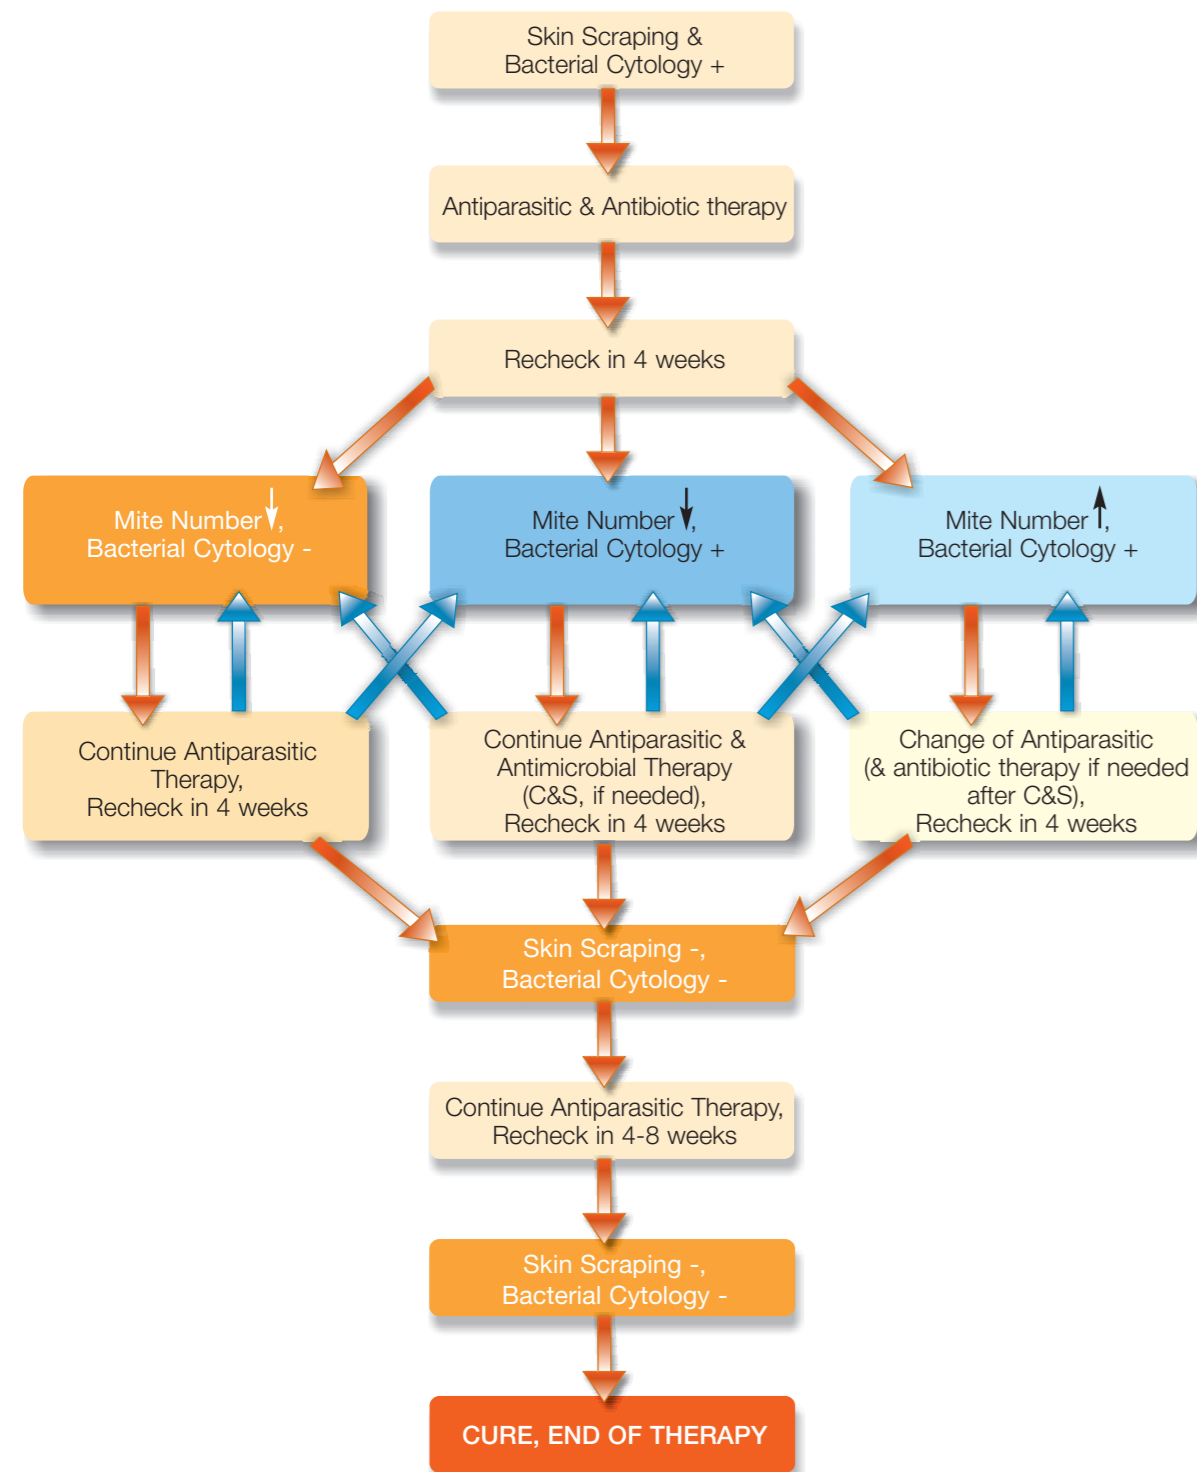 Skin Scraping &
Bacterial Cytology +
Antiparasitic & Antibiotic therapy
Recheck in 4 weeks
Mite Number ↓,
Bacterial Cytology -
Mite Number ↓,
Bacterial Cytology +
Mite Number ↑,
Bacterial Cytology +
Continue Antiparasitic
Therapy,
Recheck in 4 weeks
Continue Antiparasitic &
Antimicrobial Therapy
(C&S, if needed),
Recheck in 4 weeks
Change of Antiparasitic
(& antibiotic therapy if needed
after C&S),
Recheck in 4 weeks
Skin Scraping -,
Bacterial Cytology -
Continue Antiparasitic Therapy,
Recheck in 4-8 weeks
Skin Scraping -,
Bacterial Cytology -
CURE, END OF THERAPY